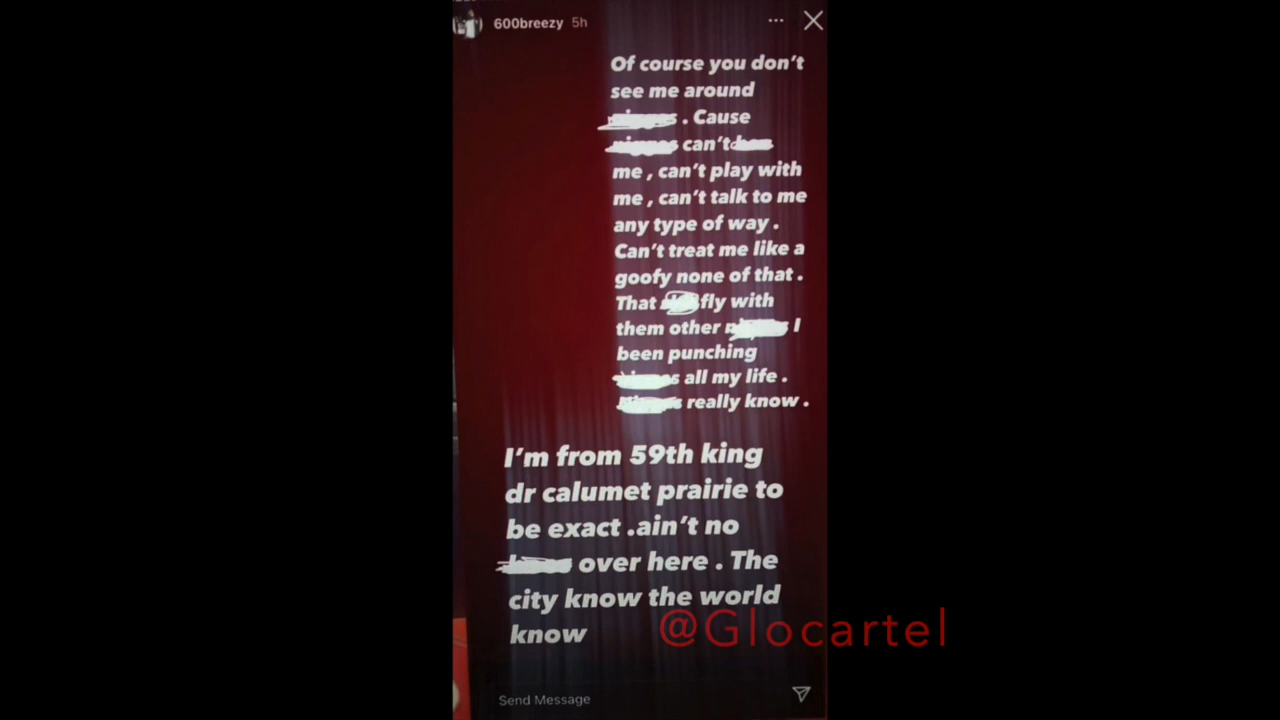 600breezy 5h
Of course you don't
see me around
. Cause
can't
me , can't play with
me , can't talk to me
any type of way .
Can't treat me like a
goofy none of that .
That fly with
them other I
been punching
all my life .
really know .
I'm from 59th king
dr calumet prairie to
be exact .ain't no
over here . The
city know the world
know
@Glocartel
Send Message